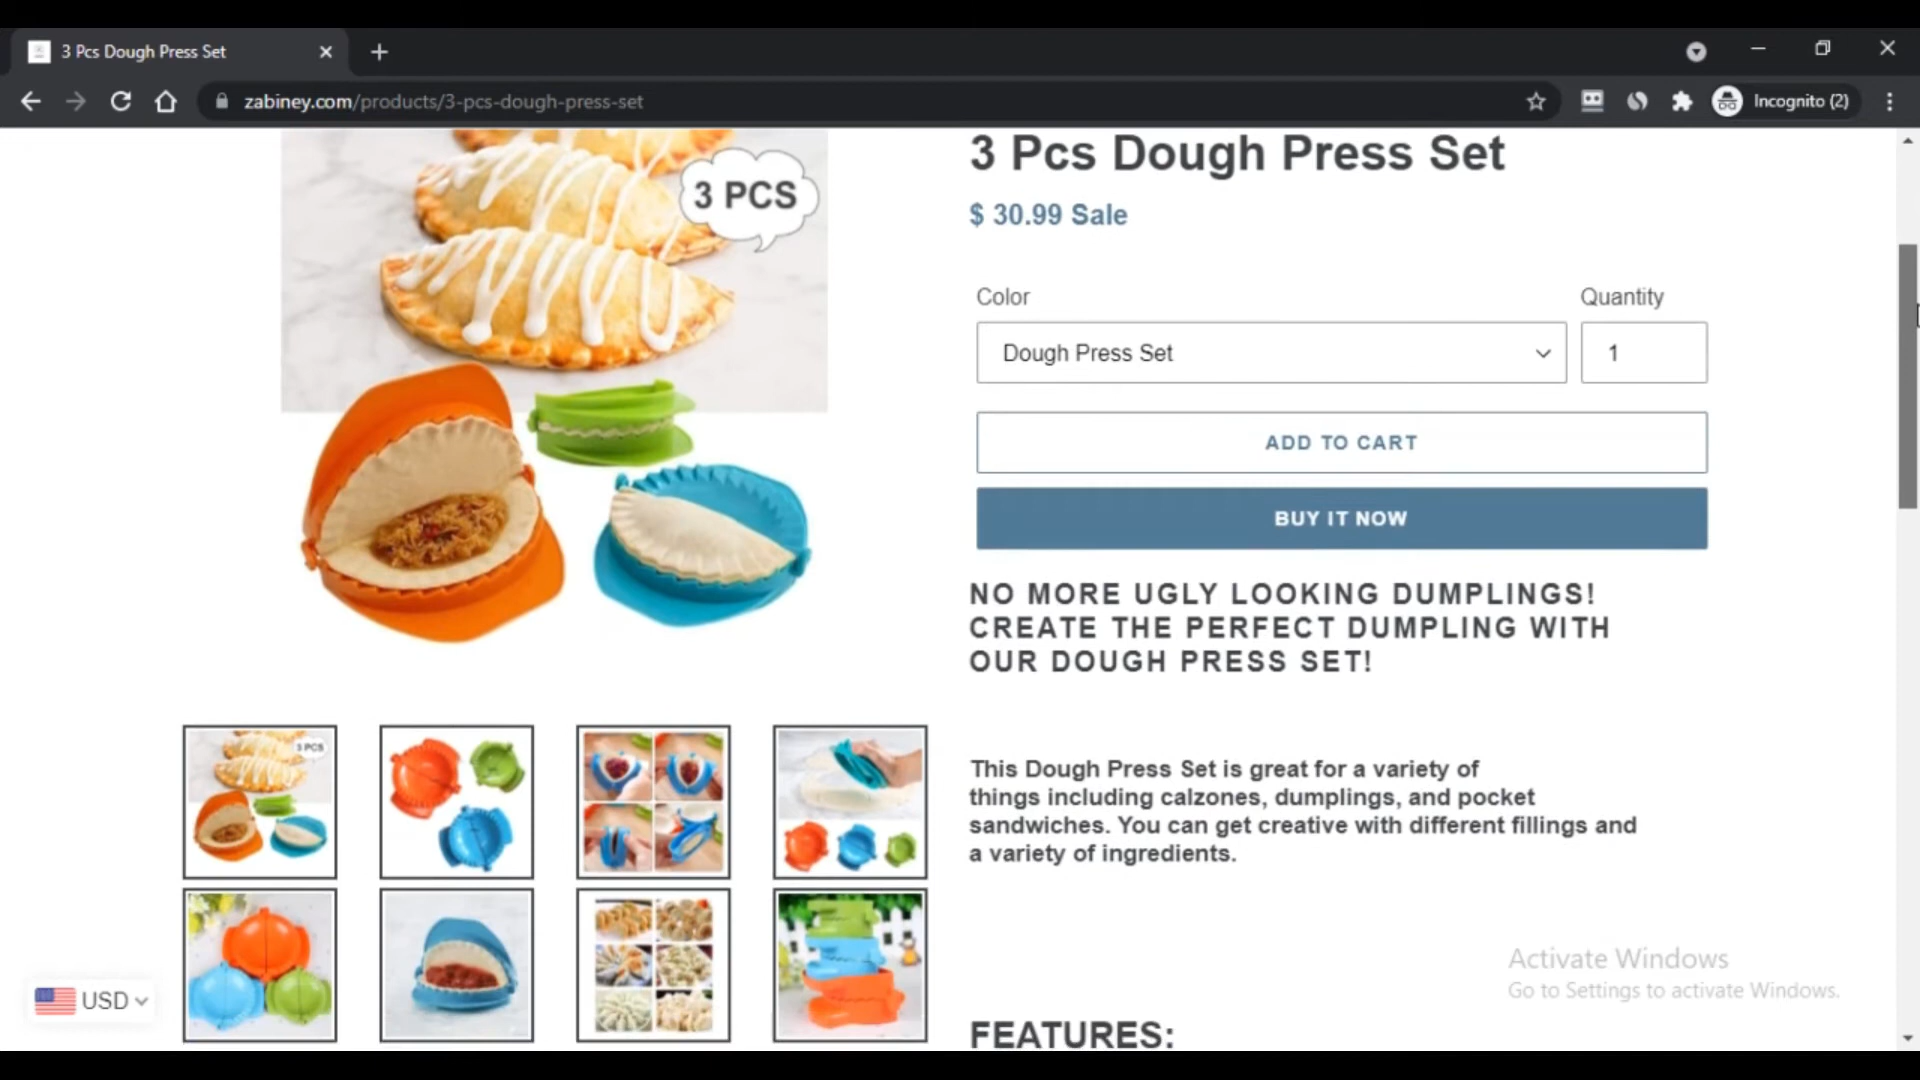 3 Pcs Dough Press Set
zabiney.com/products/3-pcs-dough-press-set
Incognito (2)
3 PCS
3 Pcs Dough Press Set
$ 30.99 Sale
Color
Quantity
Dough Press Set
1
ADD TO CART
BUY IT NOW
NO MORE UGLY LOOKING DUMPLINGS!
CREATE THE PERFECT DUMPLING WITH
OUR DOUGH PRESS SET!
3 PCS
This Dough Press Set is great for a variety of
things including calzones, dumplings, and pocket
sandwiches. You can get creative with different fillings and
a variety of ingredients.
Activate Windows
Go to Settings to activate Windows.
USD
FEATURES: